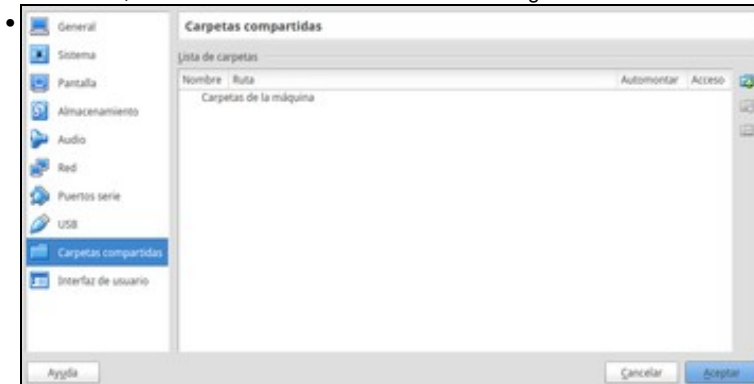 General
Sistema
Pantalla
Almacenamiento
Audio
Red
Puertos serie
USB
Carpetas compartidas
Interfaz de usuario
Carpetas compartidas
Lista de carpetas
Nombre Ruta Automontar Acceso
Carpetas de la máquina
Ayuda Cancelar Aceptar